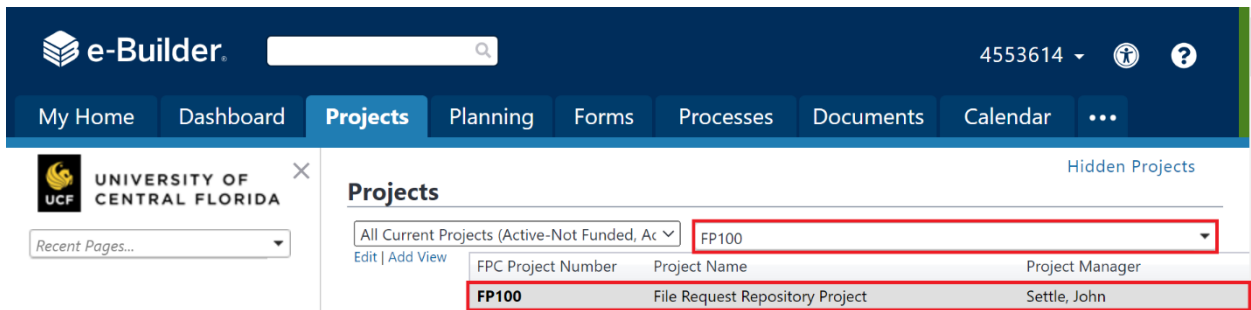 e-Builder.
4553614
My Home Dashboard Projects Planning Forms Processes Documents Calendar •••
Hidden Projects
UCF
UNIVERSITY OF
CENTRAL FLORIDA
Projects
Recent Pages...
All Current Projects (Active-Not Funded, Ac
FP100
Edit | Add View
FPC Project Number Project Name Project Manager
FP100 File Request Repository Project Settle, John